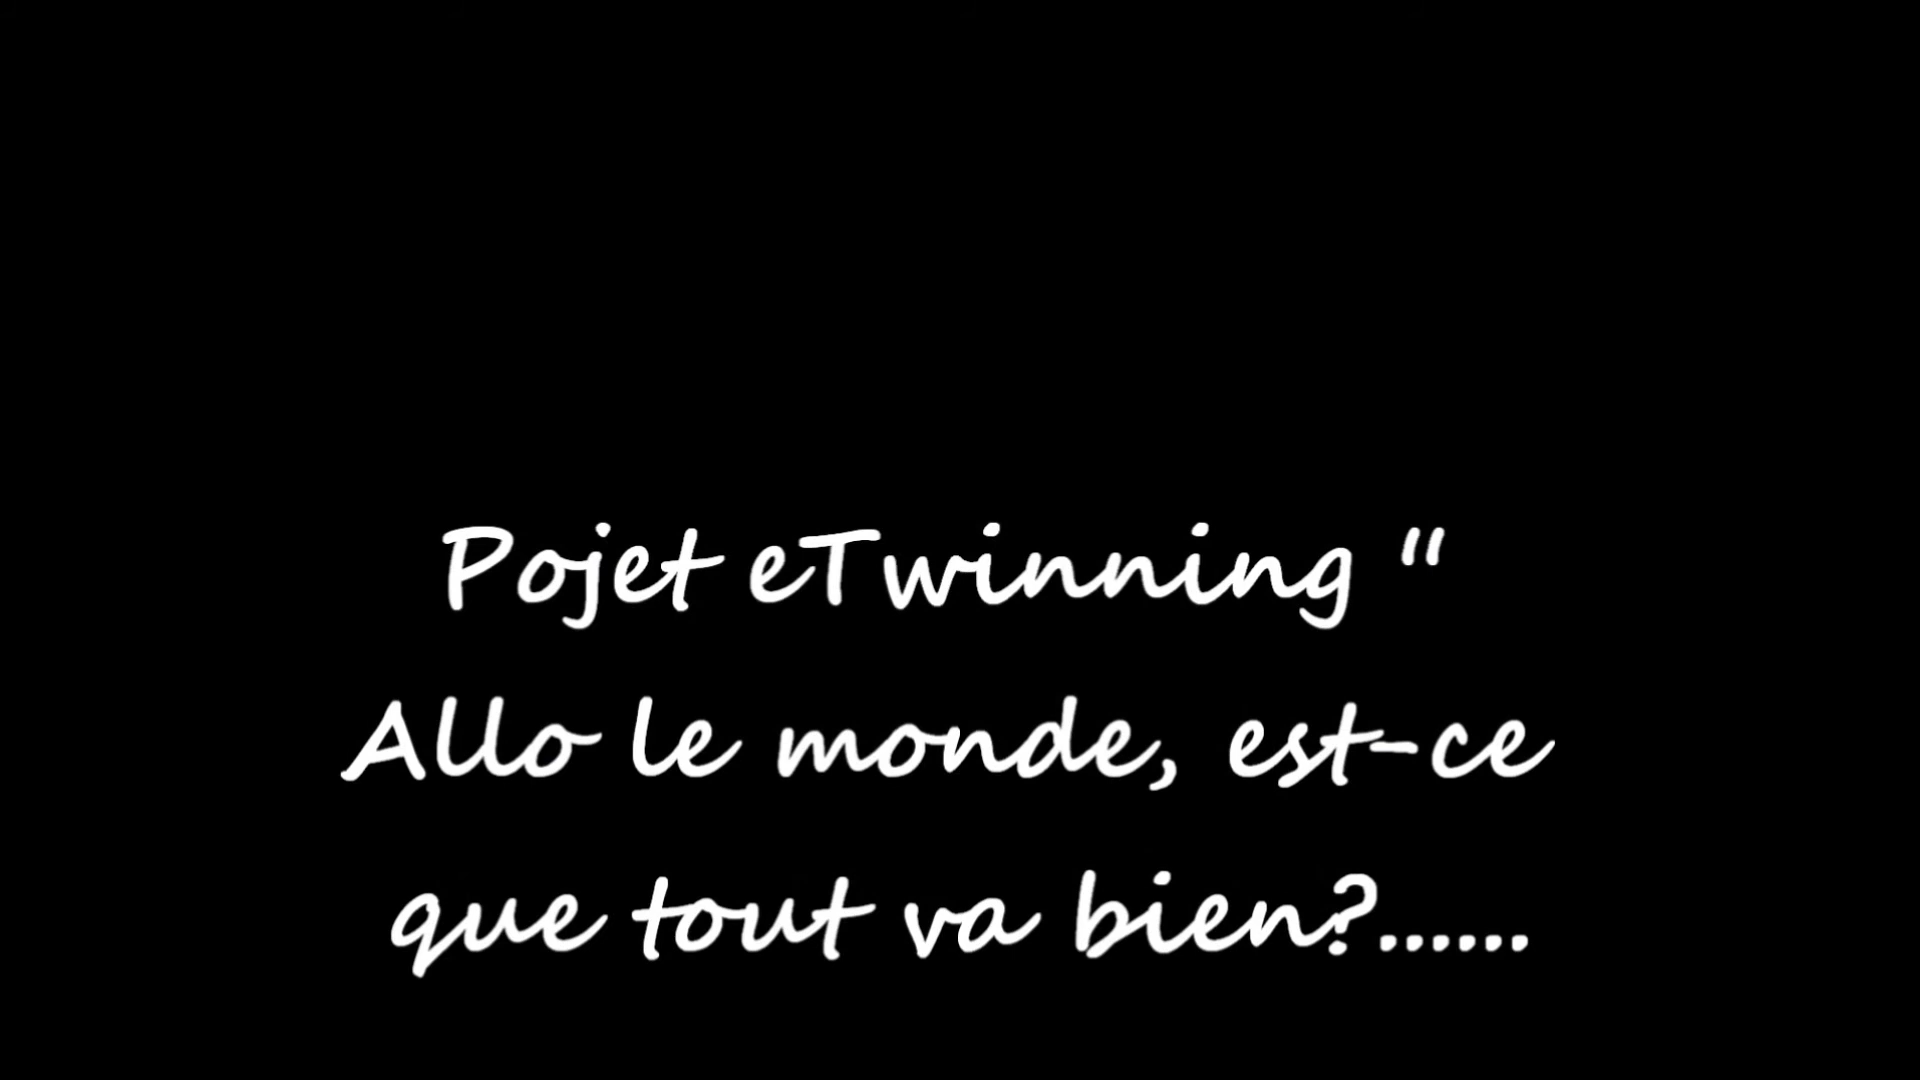 Pojet eTwinning "
Allo le monde, est-ce
que tout va bien?......